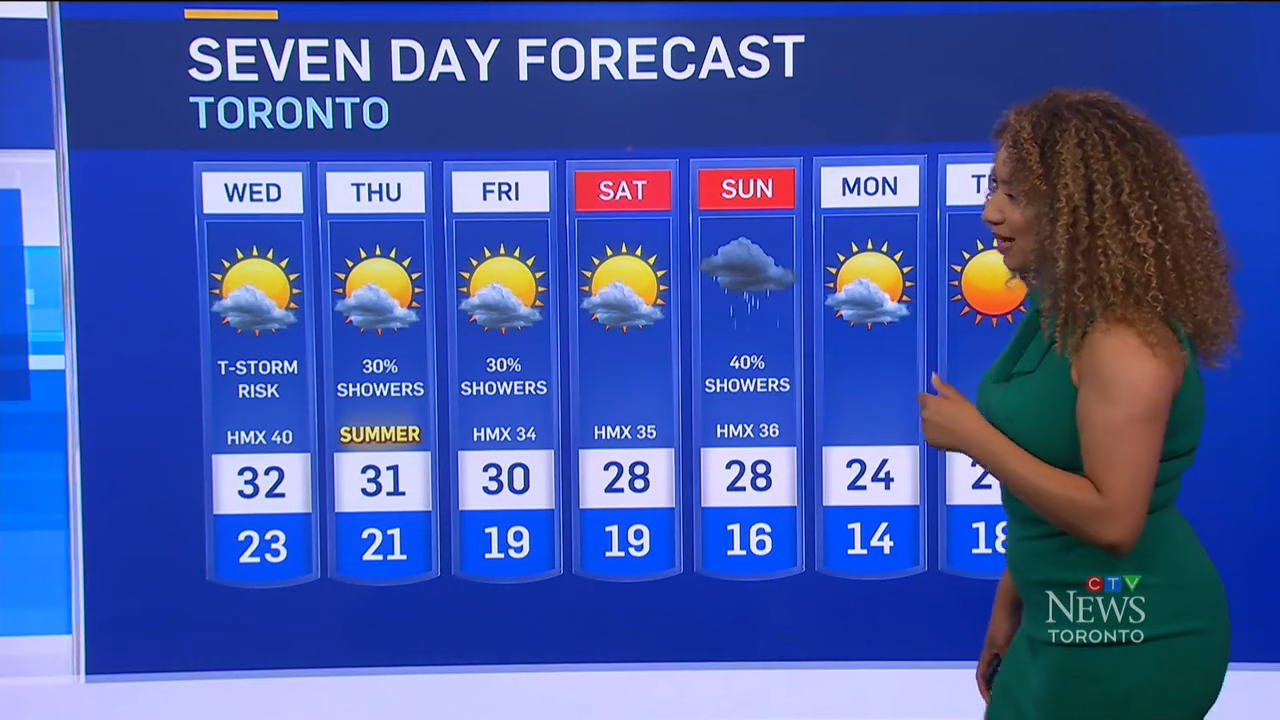 SEVEN DAY FORECAST
TORONTO
WED
T-STORM
RISK
HMX 40
32
23
THU
30%
SHOWERS
SUMMER
31
21
FRI
30%
SHOWERS
HMX 34
30
19
SAT
HMX 35
28
19
SUN
40%
SHOWERS
HMX 36
28
16
MON
24
14
18
CTV
NEWS
TORONTO